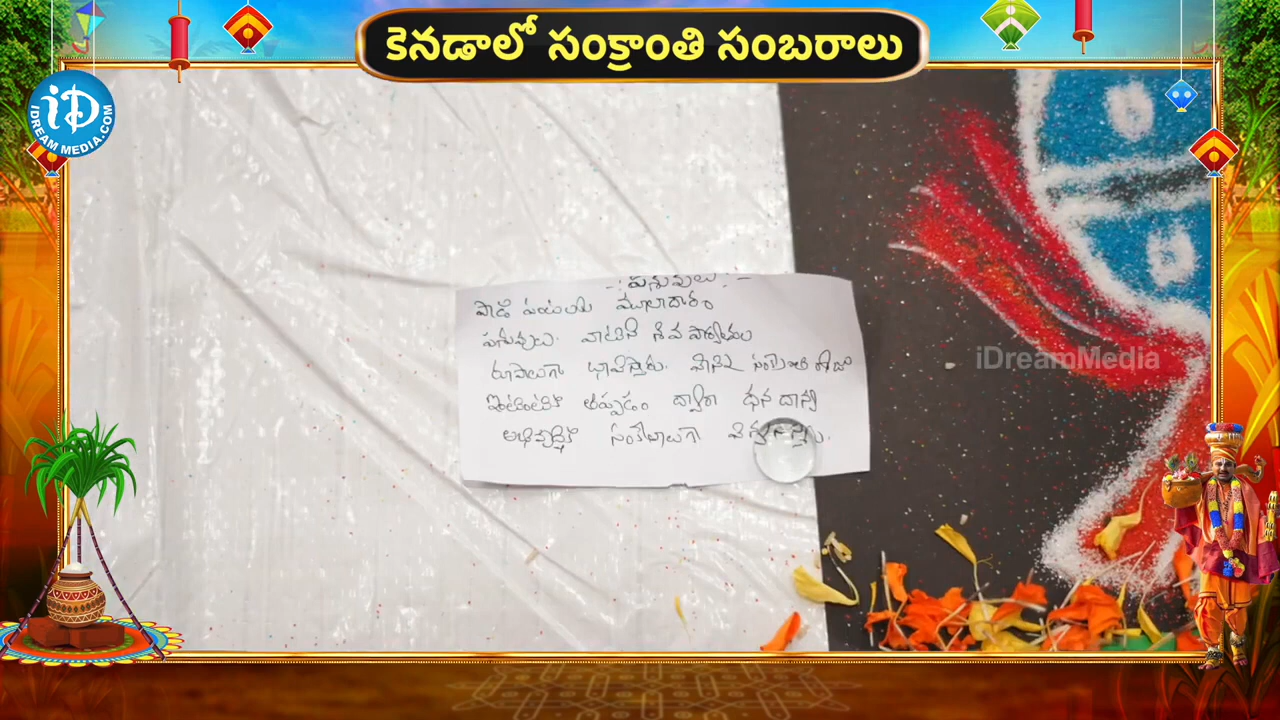 కెనడాలో సంక్రాంతి సంబరాలు
iD
IDREAM MEDIA.COM
iDreamMedia
-: పశువులు :-
పాడి పంటలకు మూలాధారం
పశువులు. వాటిని శివ పార్వతుల
రూపాలుగా భావిస్తారు. వీనిని సంక్రాంతి రోజు
ఇంటింటికి తిప్పడం ద్వారా ధన దాన్య
అభివృద్ధికి సంకేతాలుగా